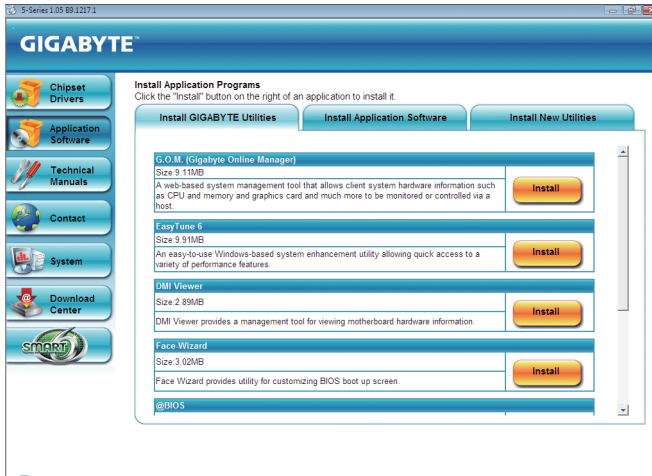 5-Series 1.05 B9.1217.1
GIGABYTE™
Chipset
Drivers
Application
Software
Technical
Manuals
Contact
System
Download
Center
SMART
Install Application Programs
Click the "Install" button on the right of an application to install it.
Install GIGABYTE Utilities
Install Application Software
Install New Utilities
G.O.M. (Gigabyte Online Manager)
Size:9.11MB
A web-based system management tool that allows client system hardware information such
as CPU and memory and graphics card and much more to be monitored or controlled via a
host.
Install
EasyTune 6
Size:9.91MB
An easy-to-use Windows-based system enhancement utility allowing quick access to a
variety of performance features.
Install
DMI Viewer
Size:2.89MB
DMI Viewer provides a management tool for viewing motherboard hardware information.
Install
Face-Wizard
Size:3.02MB
Face Wizard provides utility for customizing BIOS boot up screen.
Install
@BIOS